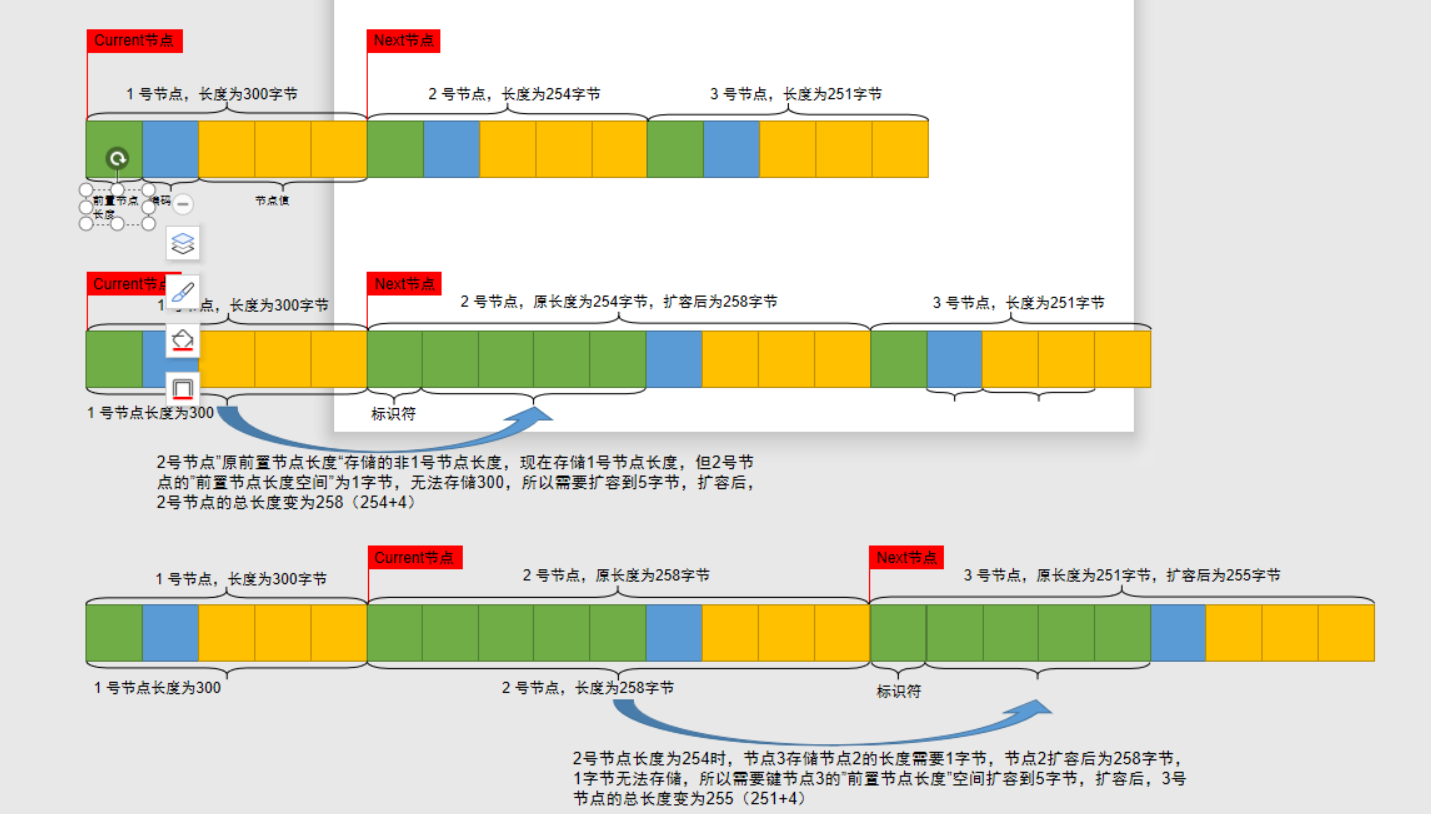 Current节点
Next节点
1 号节点，长度为300字节
2 号节点，长度为254字节
3 号节点，长度为251字节
前置节点
长度
编码
节点值
Current节点
Next节点
1 号节点，长度为300字节
2 号节点，原长度为254字节，扩容后为258字节
3 号节点，长度为251字节
1 号节点长度为300
标识符
2号节点"原前置节点长度“存储的非1号节点长度，现在存储1号节点长度，但2号节
点的”前置节点长度空间”为1字节，无法存储300，所以需要扩容到5字节，扩容后，
2号节点的总长度变为258（254+4）
Current节点
Next节点
1 号节点，长度为300字节
2 号节点，原长度为258字节
3 号节点，原长度为251字节，扩容后为255字节
1 号节点长度为300
2 号节点，长度为258字节
标识符
2号节点长度为254时，节点3存储节点2的长度需要1字节，节点2扩容后为258字节，
1字节无法存储，所以需要键节点3的”前置节点长度”空间扩容到5字节，扩容后，3号
节点的总长度变为255（251+4）